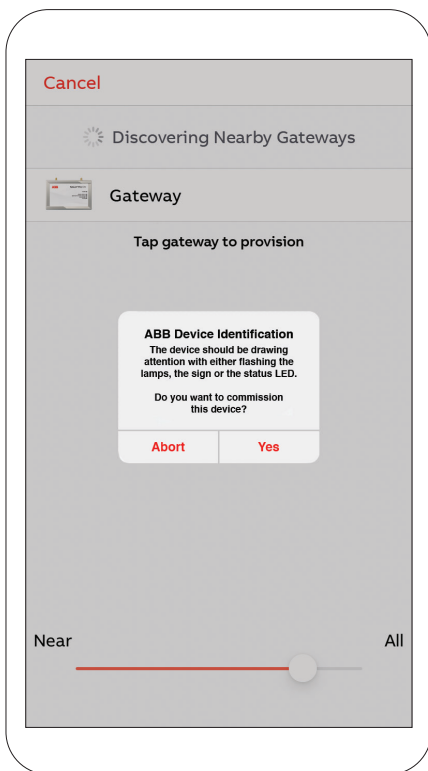 Cancel
Discovering Nearby Gateways
Gateway
Tap gateway to provision
ABB Device Identification
The device should be drawing
attention with either flashing the
lamps, the sign or the status LED.
Do you want to commission
this device?
Abort Yes
Near All